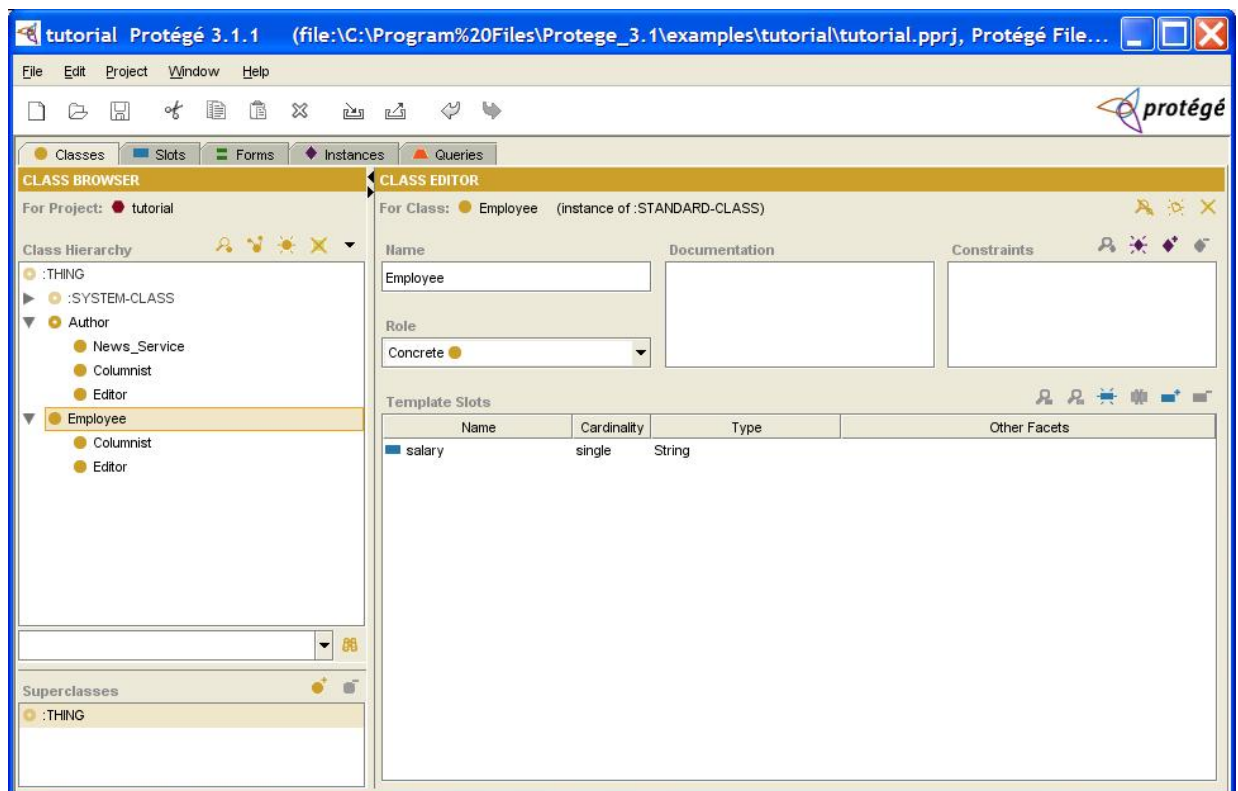 tutorial Protégé 3.1.1 (file:\C:\Program%20Files\Protege_3.1\examples\tutorial\tutorial.pprj, Protégé File...
File Edit Project Window Help
protégé
Classes Slots Forms Instances Queries
CLASS BROWSER
For Project: tutorial
Class Hierarchy
:THING
:SYSTEM-CLASS
Author
News_Service
Columnist
Editor
Employee
Columnist
Editor
Superclasses
:THING
CLASS EDITOR
For Class: Employee (instance of :STANDARD-CLASS)
Name Documentation Constraints
Employee
Role
Concrete
Template Slots
Name Cardinality Type Other Facets
salary single String